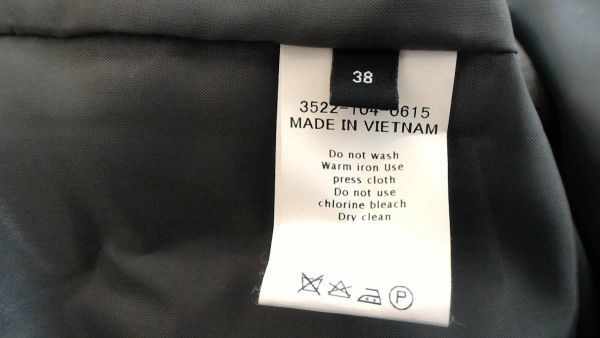 38
3522-104-0615
MADE IN VIETNAM
Do not wash
Warm iron Use
press cloth
Do not use
chlorine bleach
Dry clean
P